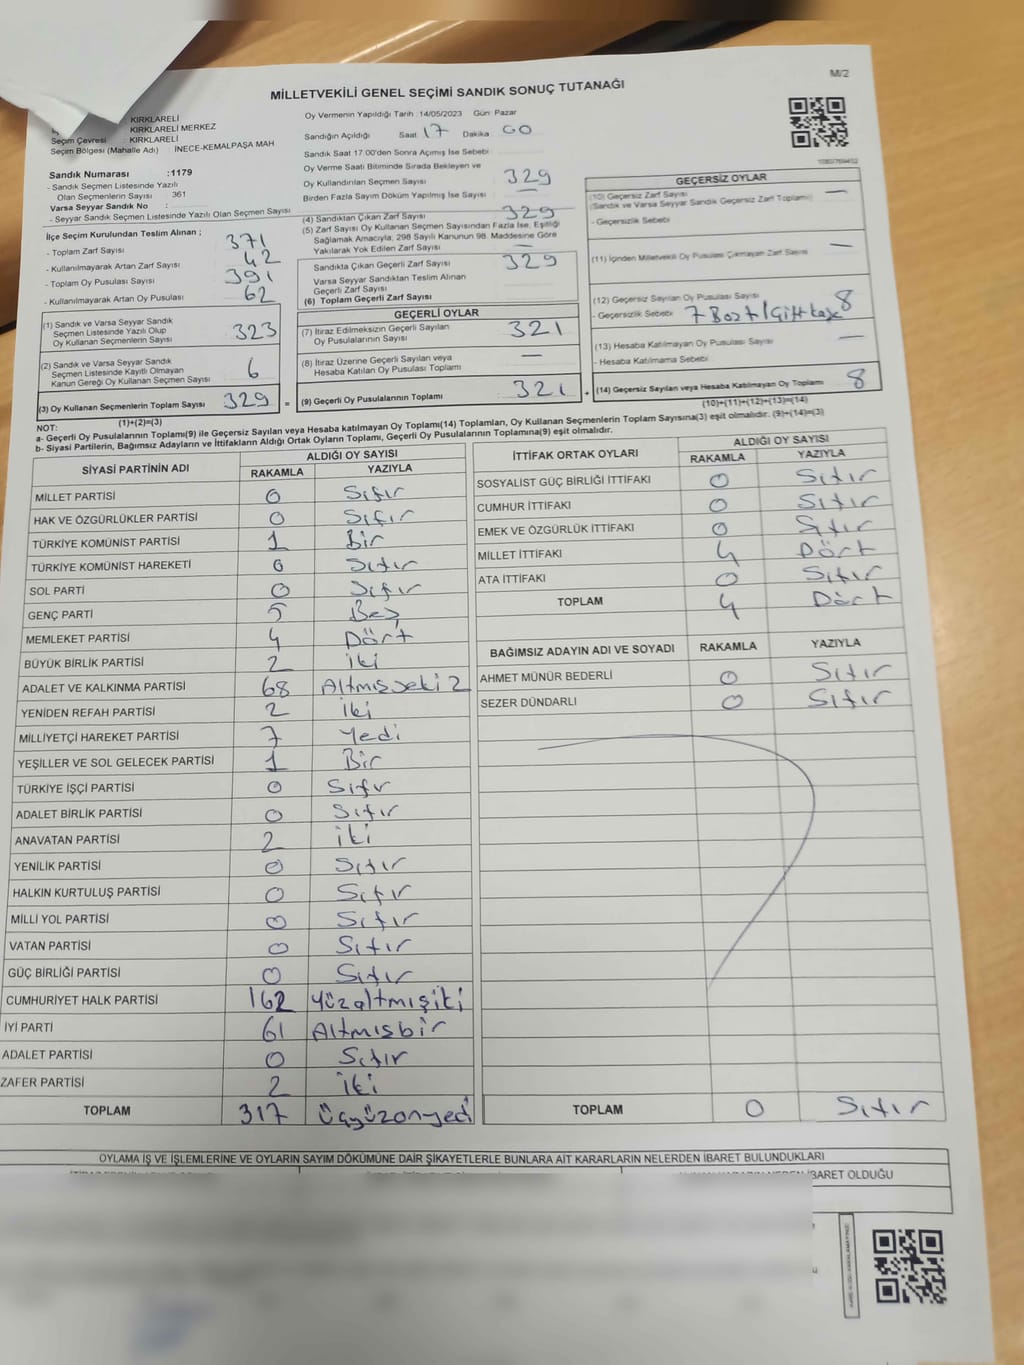 M/2
MİLLETVEKİLİ GENEL SEÇİMİ SANDIK SONUÇ TUTANAĞI
KIRKLARELİ
KIRKLARELİ MERKEZ
Seçim Çevresi : KIRKLARELİ
Seçim Bölgesi (Mahalle Adı) İNECE-KEMALPAŞA MAH
Sandık Numarası :1179
- Sandık Seçmen Listesinde Yazılı
Olan Seçmenlerin Sayısı 361
Varsa Seyyar Sandık No :
- Seyyar Sandık Seçmen Listesinde Yazılı Olan Seçmen Sayısı
İlçe Seçim Kurulundan Teslim Alınan ;
- Toplam Zarf Sayısı 371
- Kullanılmayarak Artan Zarf Sayısı 42
- Toplam Oy Pusulası Sayısı 391
- Kullanılmayarak Artan Oy Pusulası 62
Oy Vermenin Yapıldığı Tarih :14/05/2023 Gün: Pazar
Sandığın Açıldığı Saat 17 Dakika 00
Sandık Saat 17:00'den Sonra Açımış İse Sebebi
Oy Verme Saati Bitiminde Sırada Bekleyen ve
Oy Kullandırılan Seçmen Sayısı 329
Birden Fazla Sayım Döküm Yapılmış İse Sayısı —
(4) Sandıktan Çıkan Zarf Sayısı 329
(5) Zarf Sayısı Oy Kullanan Seçmen Sayısından Fazla İse, Eşitliği
Sağlamak Amacıyla, 298 Sayılı Kanunun 98. Maddesine Göre
Yakılarak Yok Edilen Zarf Sayısı —
Sandıkta Çıkan Geçerli Zarf Sayısı 329
Varsa Seyyar Sandıktan Teslim Alınan
Geçerli Zarf Sayısı
(6) Toplam Geçerli Zarf Sayısı
GEÇERSİZ OYLAR
(10) Geçersiz Zarf Sayısı —
(Sandık ve Varsa Seyyar Sandık Geçersiz Zarf Toplamı)
- Geçersizlik Sebebi
(11) İçinden Milletvekili Oy Pusulası Çıkmayan Zarf Sayısı —
(12) Geçersiz Sayılan Oy Pusulası Sayısı 8
- Geçersizlik Sebebi
(13) Hesaba Katılmayan Oy Pusulası Sayısı —
- Hesaba Katılmama Sebebi
(14) Geçersiz Sayılan veya Hesaba Katılmayan Oy Toplamı 8
(10)+(11)+(12)+(13)=(14)
(1) Sandık ve Varsa Seyyar Sandık
Seçmen Listesinde Yazılı Olup
Oy Kullanan Seçmenlerin Sayısı 323
(2) Sandık ve Varsa Seyyar Sandık
Seçmen Listesinde Kayıtlı Olmayan
Kanun Gereği Oy Kullanan Seçmen Sayısı 6
(3) Oy Kullanan Seçmenlerin Toplam Sayısı 329 =
(1)+(2)=(3)
GEÇERLİ OYLAR
(7) İtiraz Edilmeksizin Geçerli Sayılan
Oy Pusulalarının Sayısı 321
(8) İtiraz Üzerine Geçerli Sayılan veya
Hesaba Katılan Oy Pusulası Toplamı —
(9) Geçerli Oy Pusulalarının Toplamı 321 +
NOT:
a- Geçerli Oy Pusulalarının Toplamı(9) ile Geçersiz Sayılan veya Hesaba katılmayan Oy Toplamı(14) Toplamları, Oy Kullanan Seçmenlerin Toplam Sayısına(3) eşit olmalıdır. (9)+(14)=(3)
b- Siyasi Partilerin, Bağımsız Adayların ve İttifakların Aldığı Ortak Oyların Toplamı, Geçerli Oy Pusulalarının Toplamına(9) eşit olmalıdır.
SİYASİ PARTİNİN ADI ALDIĞI OY SAYISI
RAKAMLA YAZIYLA
MİLLET PARTİSİ 0 Sıfır
HAK VE ÖZGÜRLÜKLER PARTİSİ 0 Sıfır
TÜRKİYE KOMÜNİST PARTİSİ 1 Bir
TÜRKİYE KOMÜNİST HAREKETİ 0 Sıfır
SOL PARTİ 0 Sıfır
GENÇ PARTİ 5 Beş
MEMLEKET PARTİSİ 4 Dört
BÜYÜK BİRLİK PARTİSİ 2 İki
ADALET VE KALKINMA PARTİSİ 68
YENİDEN REFAH PARTİSİ 2 İki
MİLLİYETÇİ HAREKET PARTİSİ 7 Yedi
YEŞİLLER VE SOL GELECEK PARTİSİ 1 Bir
TÜRKİYE İŞÇİ PARTİSİ 0 Sıfır
ADALET BİRLİK PARTİSİ 0 Sıfır
ANAVATAN PARTİSİ 2 İki
YENİLİK PARTİSİ 0 Sıfır
HALKIN KURTULUŞ PARTİSİ 0 Sıfır
MİLLİ YOL PARTİSİ 0 Sıfır
VATAN PARTİSİ 0 Sıfır
GÜÇ BİRLİĞİ PARTİSİ 0 Sıfır
CUMHURİYET HALK PARTİSİ 162 Yüzaltmışiki
İYİ PARTİ 61 Altmışbir
ADALET PARTİSİ 0 Sıfır
ZAFER PARTİSİ 2 İki
TOPLAM 317 Üçyüzonyedi
İTTİFAK ORTAK OYLARI ALDIĞI OY SAYISI
RAKAMLA YAZIYLA
SOSYALİST GÜÇ BİRLİĞİ İTTİFAKI 0 Sıfır
CUMHUR İTTİFAKI 0 Sıfır
EMEK VE ÖZGÜRLÜK İTTİFAKI 0 Sıfır
MİLLET İTTİFAKI 4 Dört
ATA İTTİFAKI 0 Sıfır
TOPLAM 4 Dört
BAĞIMSIZ ADAYIN ADI VE SOYADI RAKAMLA YAZIYLA
AHMET MÜNÜR BEDERLİ 0 Sıfır
SEZER DÜNDARLI 0 Sıfır
TOPLAM 0 Sıfır
OYLAMA İŞ VE İŞLEMLERİNE VE OYLARIN SAYIM DÖKÜMÜNE DAİR ŞİKAYETLERLE BUNLARA AİT KARARLARIN NELERDEN İBARET BULUNDUKLARI
İBARET OLDUĞU